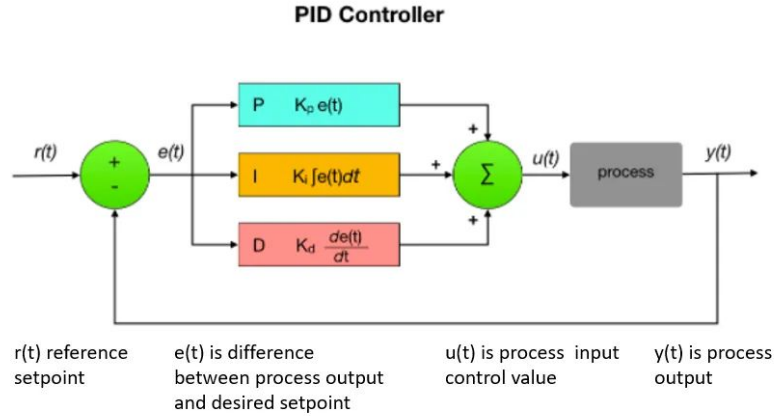 PID Controller
P Kp e(t)
r(t)
+
-
e(t)
I Ki ∫e(t)dt
D Kd de(t)/dt
+
+
+
Σ
u(t)
process
y(t)
r(t) reference
setpoint
e(t) is difference
between process output
and desired setpoint
u(t) is process input
control value
y(t) is process
output